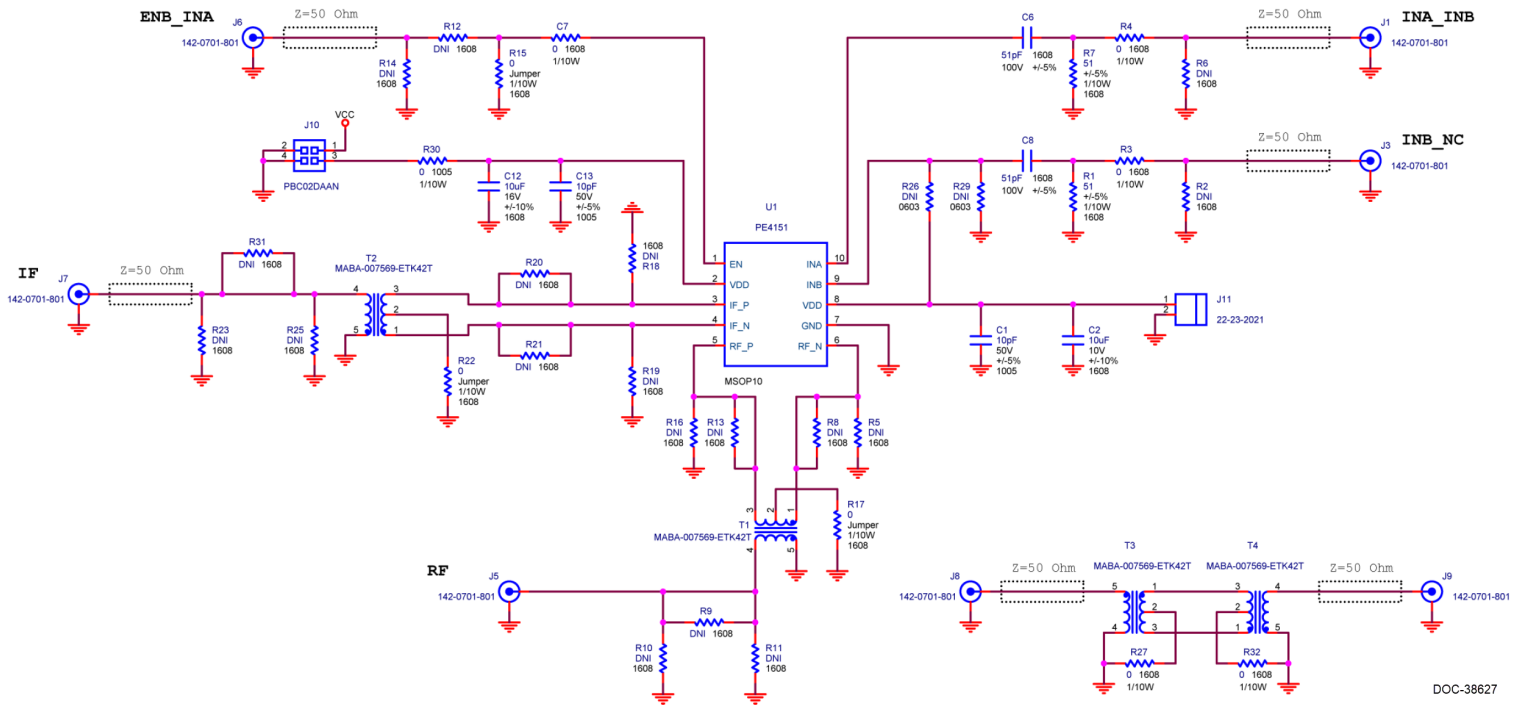 ENB_INA
J6
142-0701-801
Z=50 Ohm
R12
DNI 1608
C7
0 1608
1/10W
R14
DNI
1608
R15
0
Jumper
1/10W
1608
C6
51pF 1608
100V +/-5%
R7
51
+/-5%
1/10W
1608
R4
0 1608
1/10W
R6
DNI
1608
Z=50 Ohm
INA_INB
J1
142-0701-801
J10
VCC
2
4
1
3
PBC02DAAN
R30
0 1005
1/10W
C12
10uF
16V
+/-10%
1608
C13
10pF
50V
+/-5%
1005
R26
DNI
0603
R29
DNI
0603
C8
51pF 1608
100V +/-5%
R1
51
+/-5%
1/10W
1608
R3
0 1608
1/10W
R2
DNI
1608
Z=50 Ohm
INB_NC
J3
142-0701-801
IF
J7
142-0701-801
Z=50 Ohm
R31
DNI 1608
R23
DNI
1608
R25
DNI
1608
T2
MABA-007569-ETK42T
4
5
3
2
1
R22
0
Jumper
1/10W
1608
R20
DNI 1608
R21
DNI 1608
1608
DNI
R18
R19
DNI
1608
U1
PE4151
1 EN
2 VDD
3 IF_P
4 IF_N
5 RF_P
INA 10
INB 9
VDD 8
GND 7
RF_N 6
MSOP10
C1
10pF
50V
+/-5%
1005
C2
10uF
10V
+/-10%
1608
1
2
J11
22-23-2021
R16
DNI
1608
R13
DNI
1608
R8
DNI
1608
R5
DNI
1608
3
2
1
T1
MABA-007569-ETK42T
4
5
R17
0
Jumper
1/10W
1608
RF
J5
142-0701-801
R9
DNI 1608
R10
DNI
1608
R11
DNI
1608
J8
142-0701-801
Z=50 Ohm
T3
MABA-007569-ETK42T
5
4
1
2
3
R27
0 1608
1/10W
T4
MABA-007569-ETK42T
3
2
1
4
5
R32
0 1608
1/10W
Z=50 Ohm
J9
142-0701-801
DOC-38627